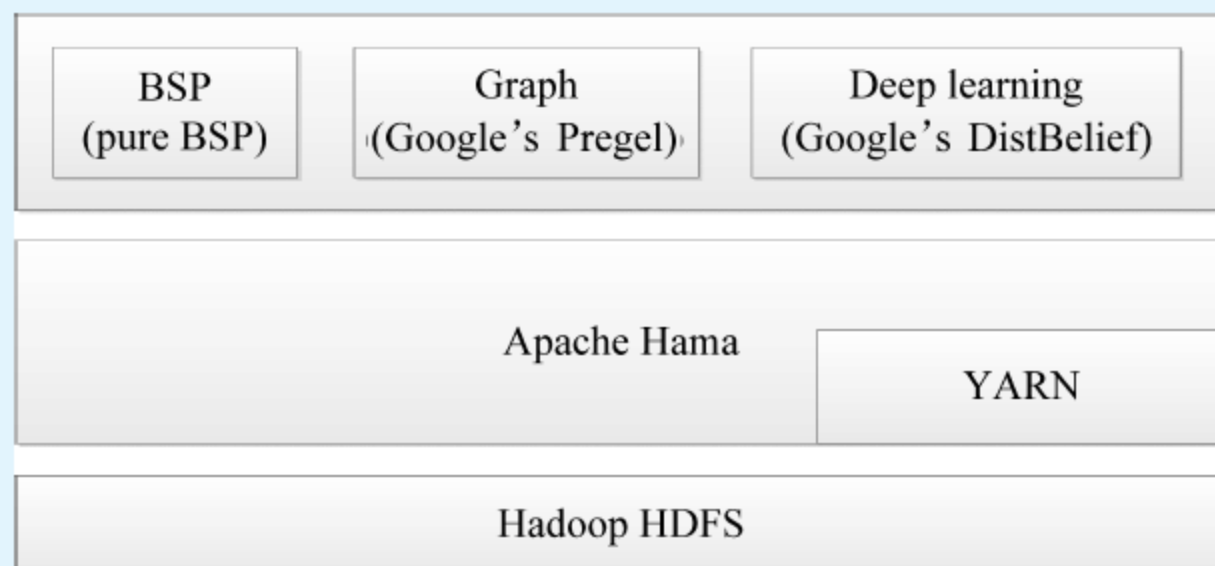 BSP
(pure BSP)
Graph
(Google’s Pregel)
Deep learning
(Google’s DistBelief)
Apache Hama
YARN
Hadoop HDFS